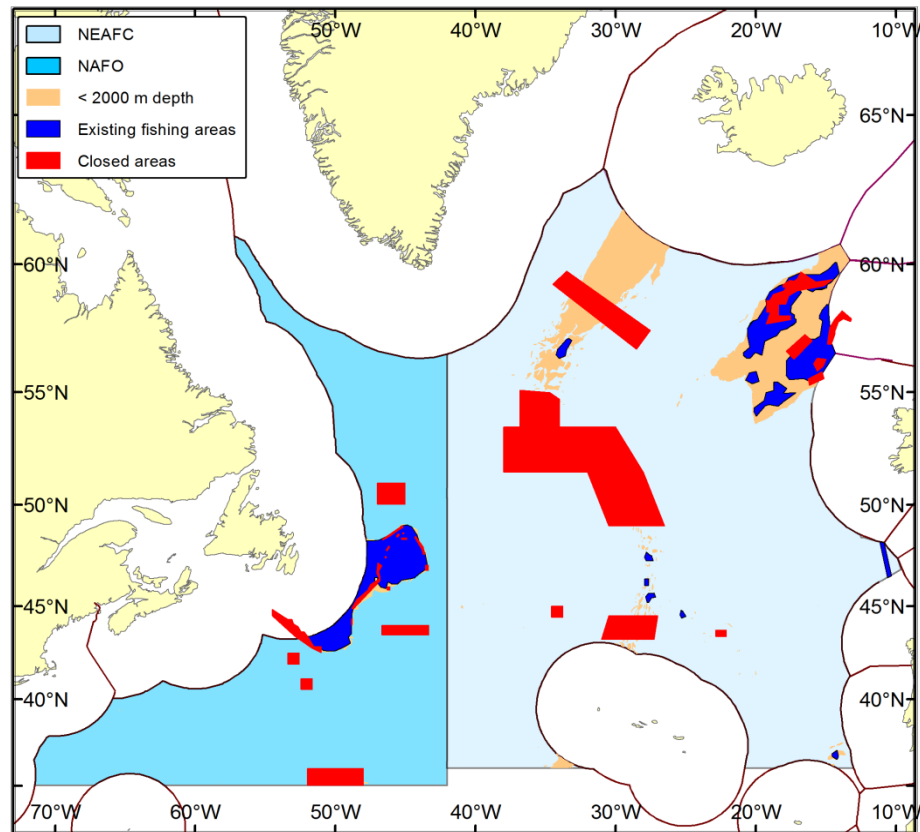 50°W 40°W 30°W 20°W 10°W
NEAFC
NAFO
< 2000 m depth
Existing fishing areas
Closed areas
65°N 65°N
60°N 60°N
55°N 55°N
50°N 50°N
45°N 45°N
40°N 40°N
70°W 60°W 50°W 40°W 30°W 20°W 10°W